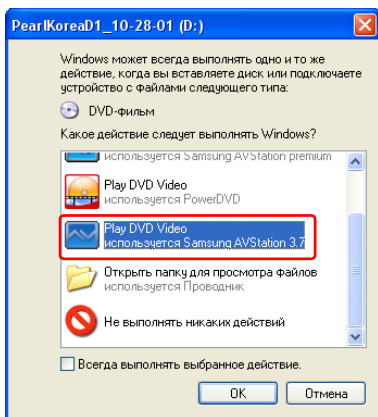 PearlKoreaD1_10-28-01 (D:)
Windows может всегда выполнять одно и то же
действие, когда вы вставляете диск или подключаете
устройство с файлами следующего типа:
DVD-фильм
Какое действие следует выполнять Windows?
используется Samsung AVStation premium
Play DVD Video
используется PowerDVD
Play DVD Video
используется Samsung AVStation 3.7
Открыть папку для просмотра файлов
используется Проводник
Не выполнять никаких действий
Всегда выполнять выбранное действие.
OK
Отмена